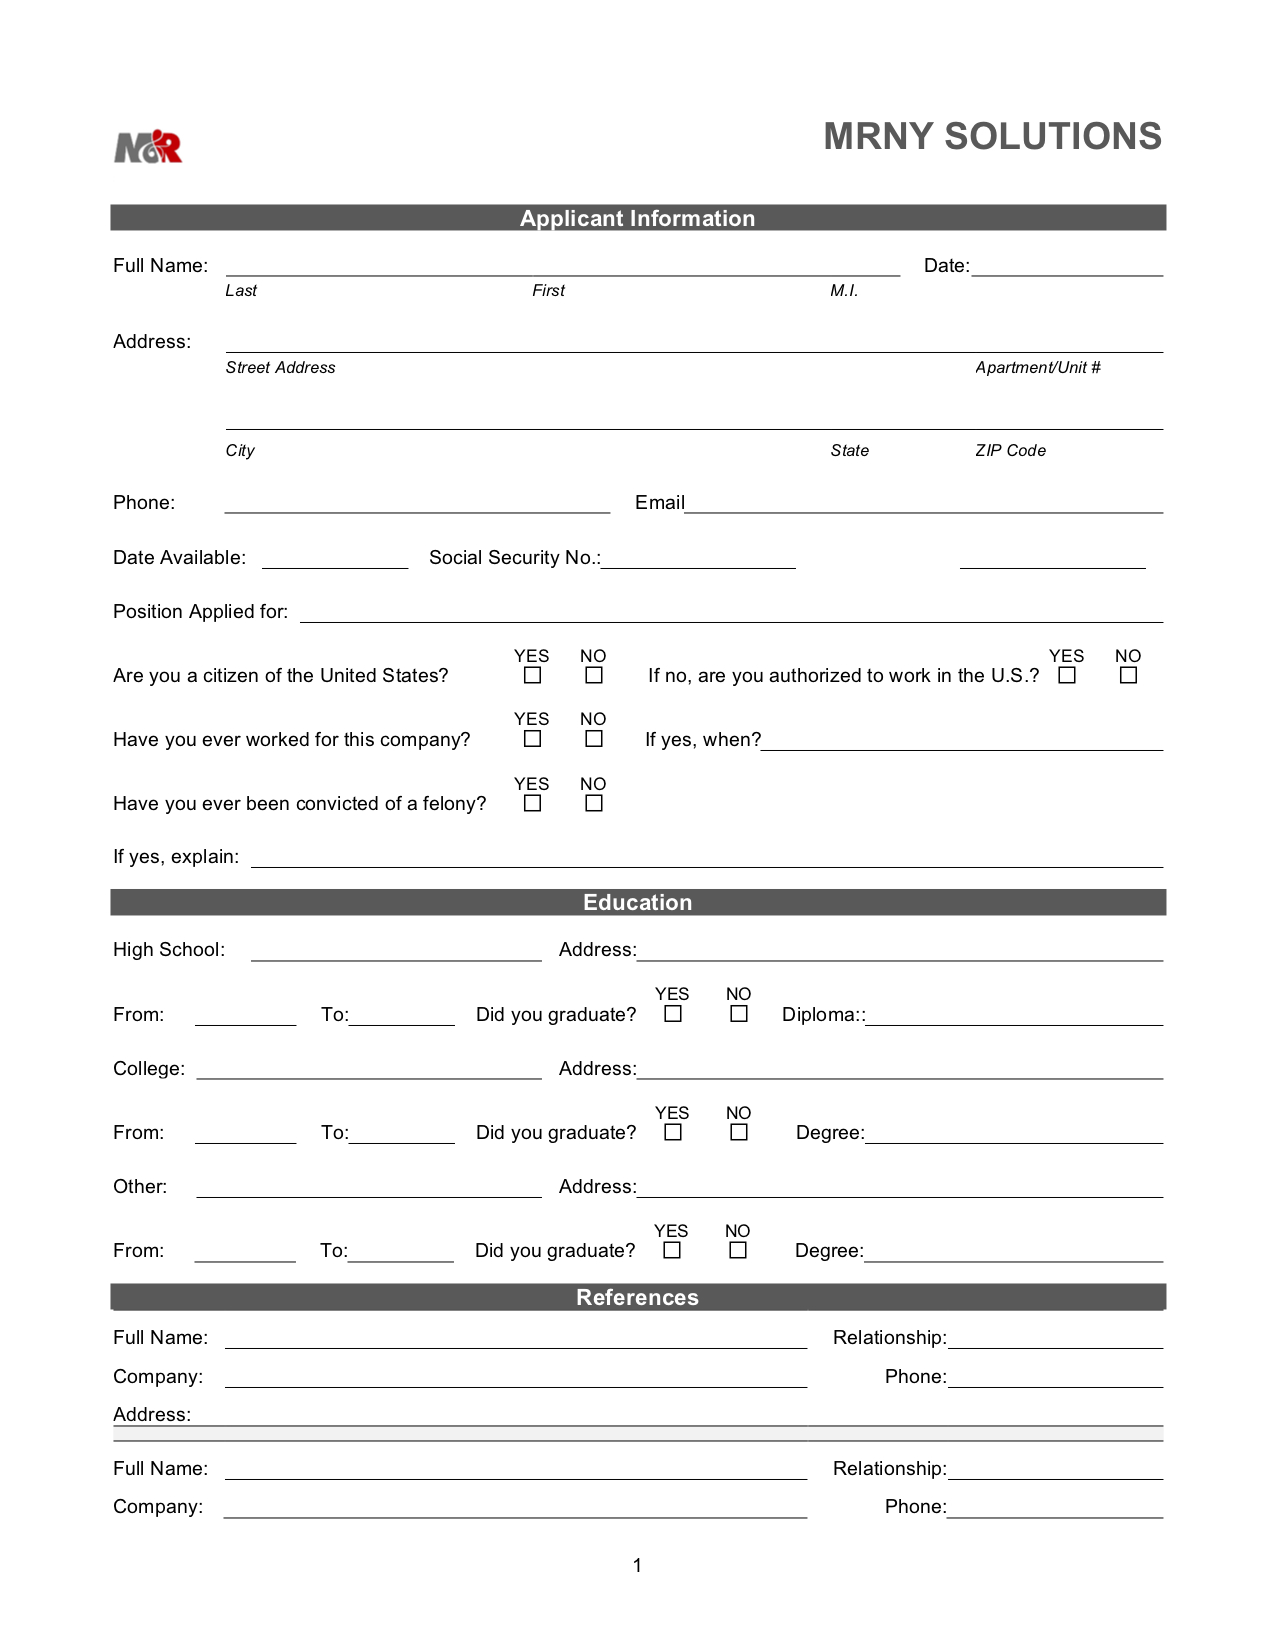 M&R
MRNY SOLUTIONS
Applicant Information
Full Name: Date:
Last First M.I.
Address:
Street Address Apartment/Unit #
City State ZIP Code
Phone: Email
Date Available: Social Security No.:
Position Applied for:
YES NO YES NO
Are you a citizen of the United States? If no, are you authorized to work in the U.S.?
YES NO
Have you ever worked for this company? If yes, when?
YES NO
Have you ever been convicted of a felony?
If yes, explain:
Education
High School: Address:
YES NO
From: To: Did you graduate? Diploma::
College: Address:
YES NO
From: To: Did you graduate? Degree:
Other: Address:
YES NO
From: To: Did you graduate? Degree:
References
Full Name: Relationship:
Company: Phone:
Address:
Full Name: Relationship:
Company: Phone:
1